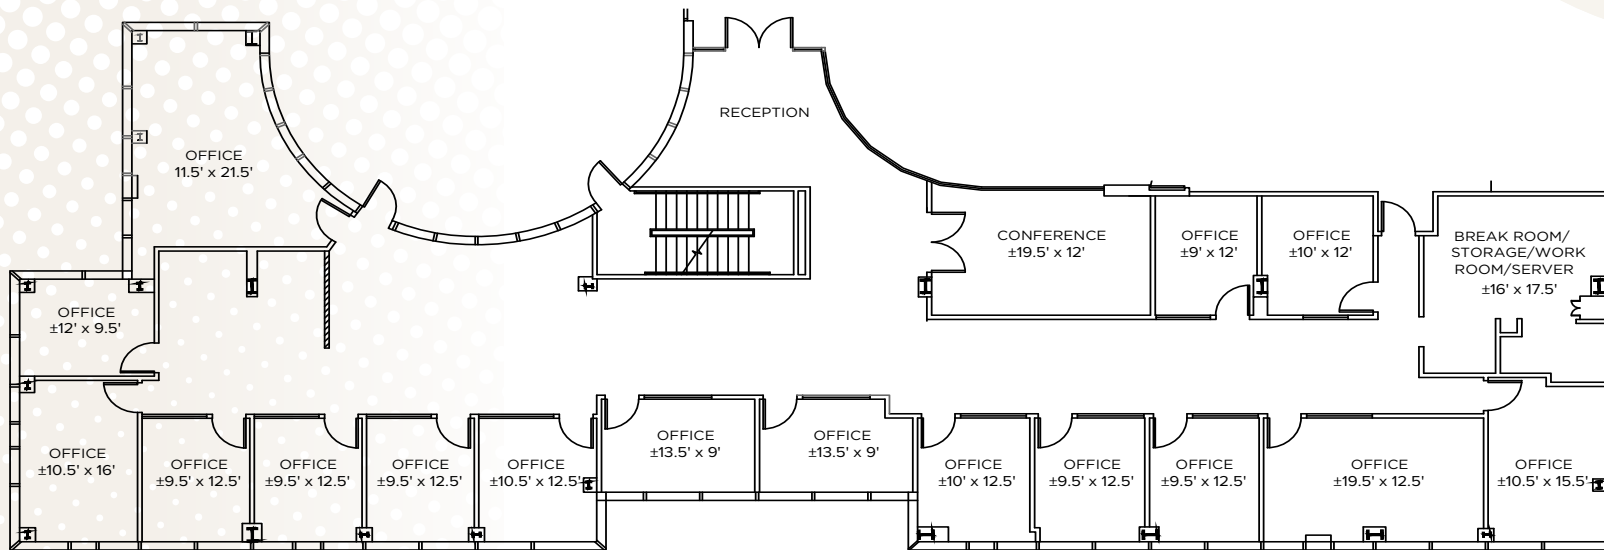 RECEPTION
OFFICE
11.5' x 21.5'
CONFERENCE
±19.5' x 12'
OFFICE
±9' x 12'
OFFICE
±10' x 12'
BREAK ROOM/
STORAGE/WORK
ROOM/SERVER
±16' x 17.5'
OFFICE
±12' x 9.5'
OFFICE
±10.5' x 16'
OFFICE
±9.5' x 12.5'
OFFICE
±9.5' x 12.5'
OFFICE
±9.5' x 12.5'
OFFICE
±10.5' x 12.5'
OFFICE
±13.5' x 9'
OFFICE
±13.5' x 9'
OFFICE
±10' x 12.5'
OFFICE
±9.5' x 12.5'
OFFICE
±9.5' x 12.5'
OFFICE
±19.5' x 12.5'
OFFICE
±10.5' x 15.5'